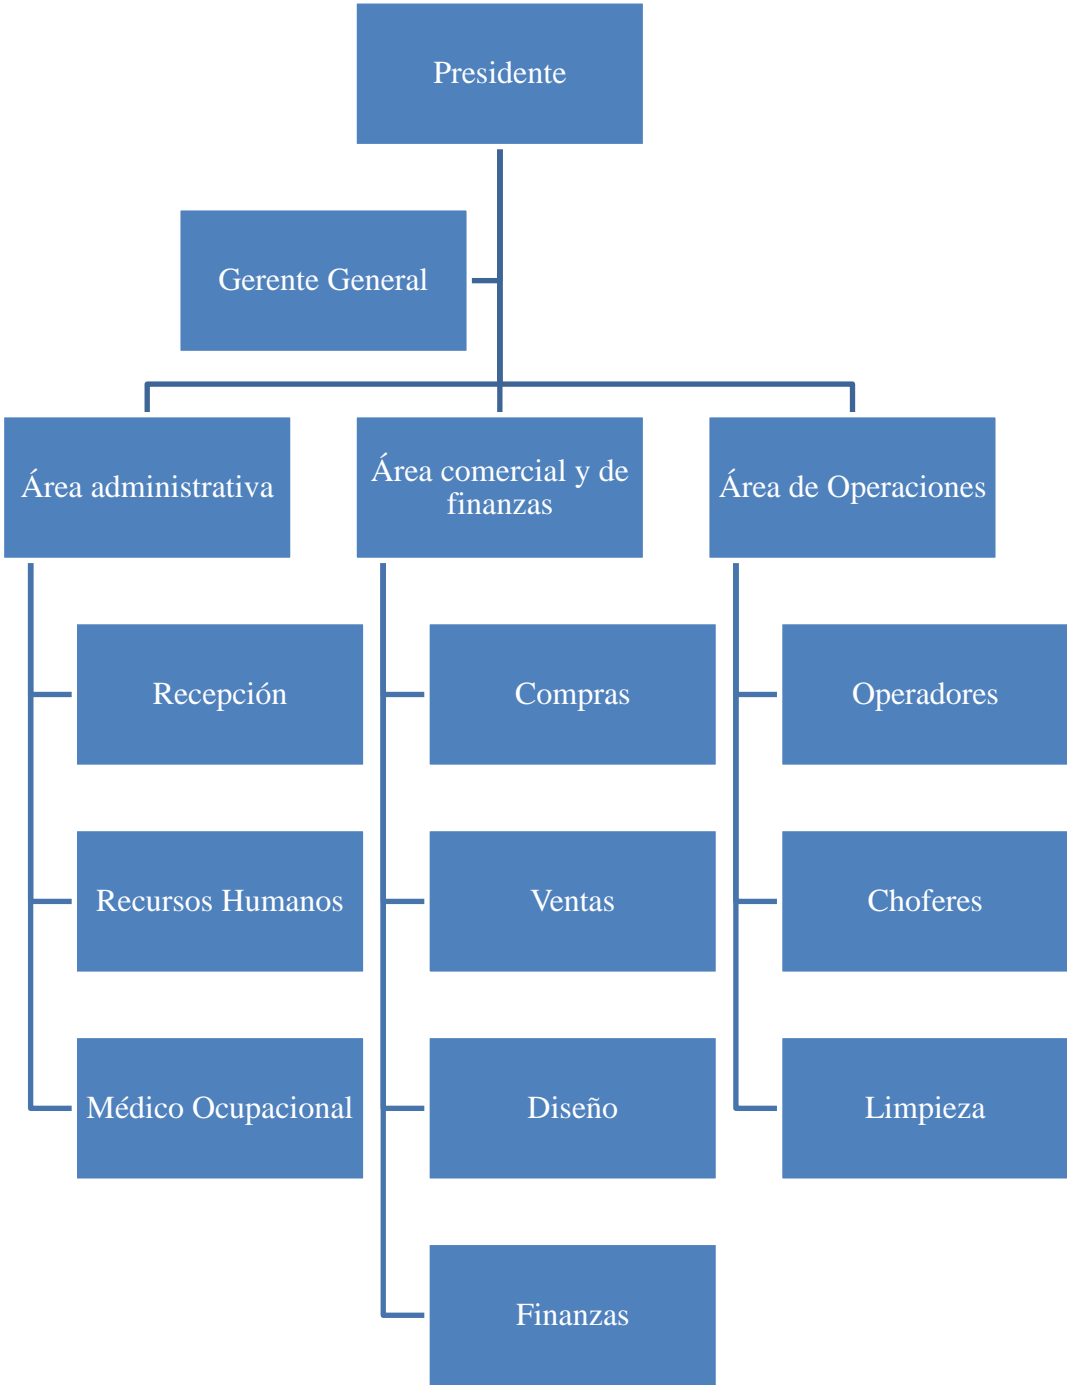 Presidente
Gerente General
Área administrativa
Área comercial y de
finanzas
Área de Operaciones
Recepción
Compras
Operadores
Recursos Humanos
Ventas
Choferes
Médico Ocupacional
Diseño
Limpieza
Finanzas